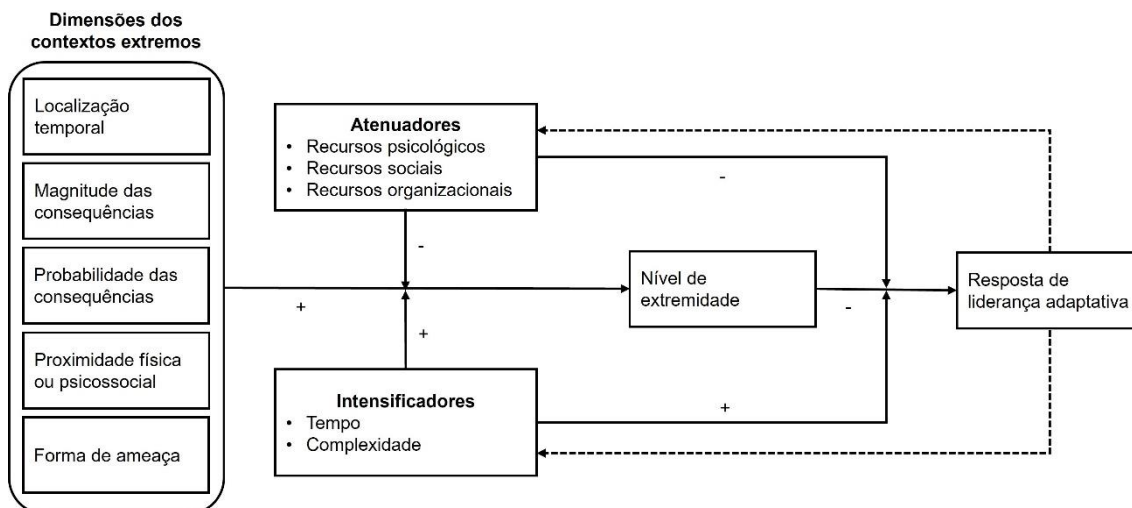 Dimensões dos
contextos extremos
Localização
temporal
Magnitude das
consequências
Probabilidade das
consequências
Proximidade física
ou psicossocial
Forma de ameaça
Atenuadores
• Recursos psicológicos
• Recursos sociais
• Recursos organizacionais
-
-
+
+
Nível de
extremidade
-
Resposta de
liderança adaptativa
Intensificadores
• Tempo
• Complexidade
+